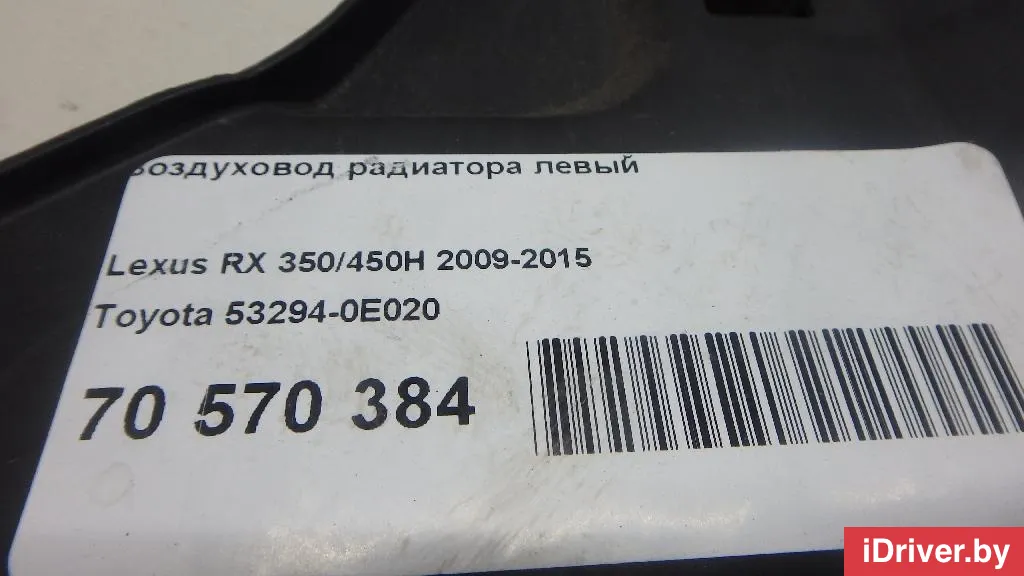 Воздуховод радиатора левый
Lexus RX 350/450H 2009-2015
Toyota 53294-0E020
70 570 384
iDriver.by